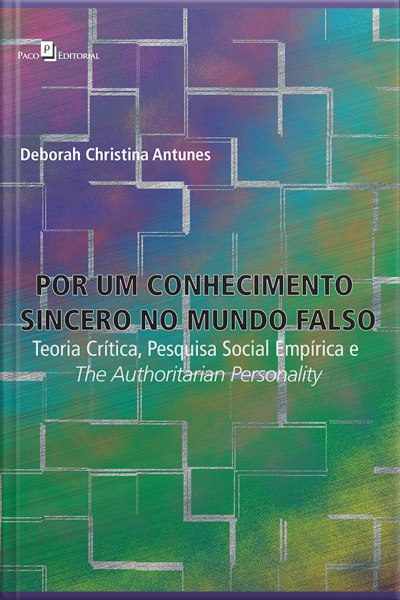 PACO EDITORIAL
Deborah Christina Antunes
POR UM CONHECIMENTO
SINCERO NO MUNDO FALSO
Teoria Crítica, Pesquisa Social Empírica e
The Authoritarian Personality